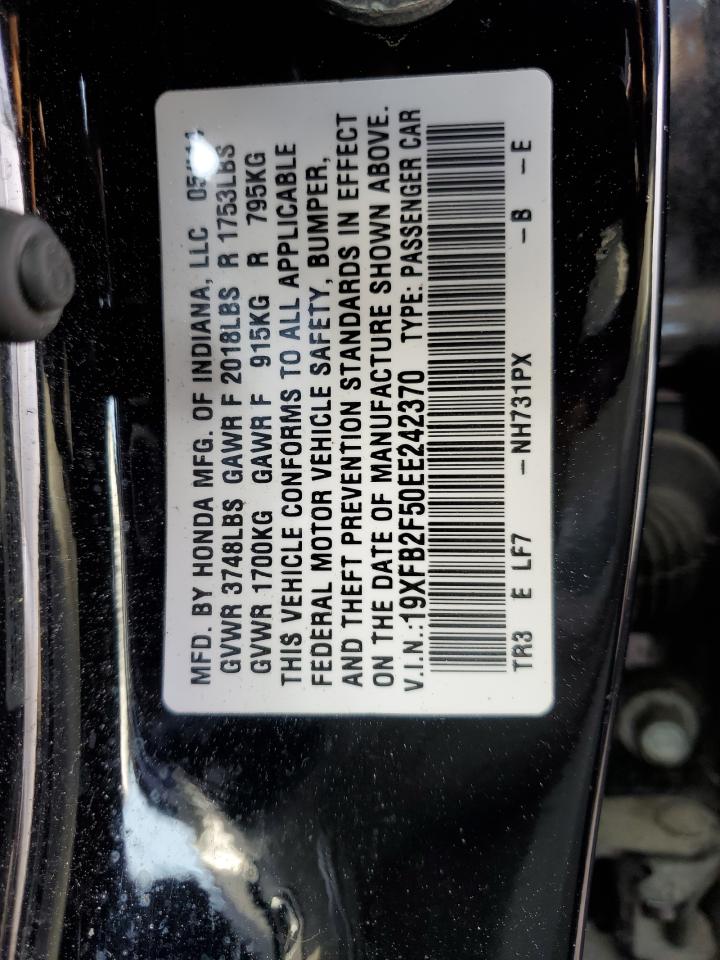 MFD. BY HONDA MFG. OF INDIANA, LLC
GVWR 3748LBS GAWR F 2018LBS R 1753LBS
GVWR 1700KG GAWR F 915KG R 795KG
THIS VEHICLE CONFORMS TO ALL APPLICABLE
FEDERAL MOTOR VEHICLE SAFETY, BUMPER,
AND THEFT PREVENTION STANDARDS IN EFFECT
ON THE DATE OF MANUFACTURE SHOWN ABOVE.
V.I.N.:19XFB2F50EE242370 TYPE: PASSENGER CAR
TR3 E LF7 -NH731PX -B -E